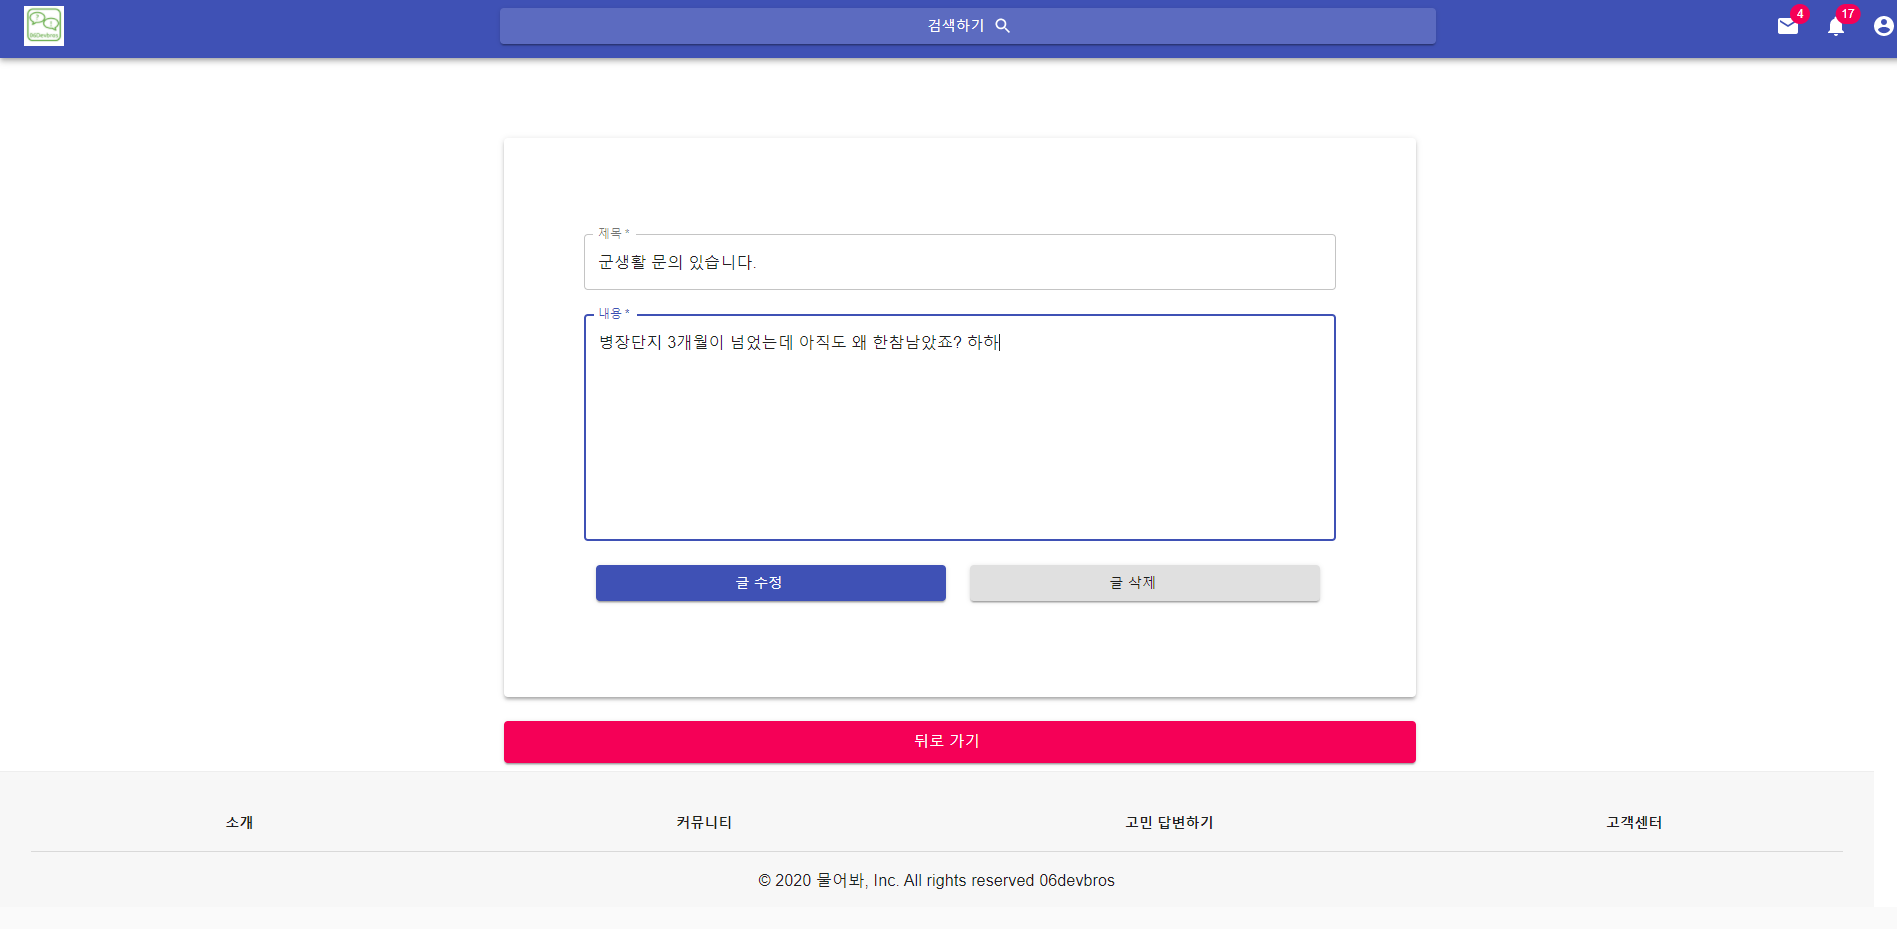 06Devbros
검색하기
4
17
제목 *
군생활 문의 있습니다.
내용 *
병장단지 3개월이 넘었는데 아직도 왜 한참남았죠? 하하
글 수정
글 삭제
뒤로 가기
소개
커뮤니티
고민 답변하기
고객센터
© 2020 물어봐, Inc. All rights reserved 06devbros